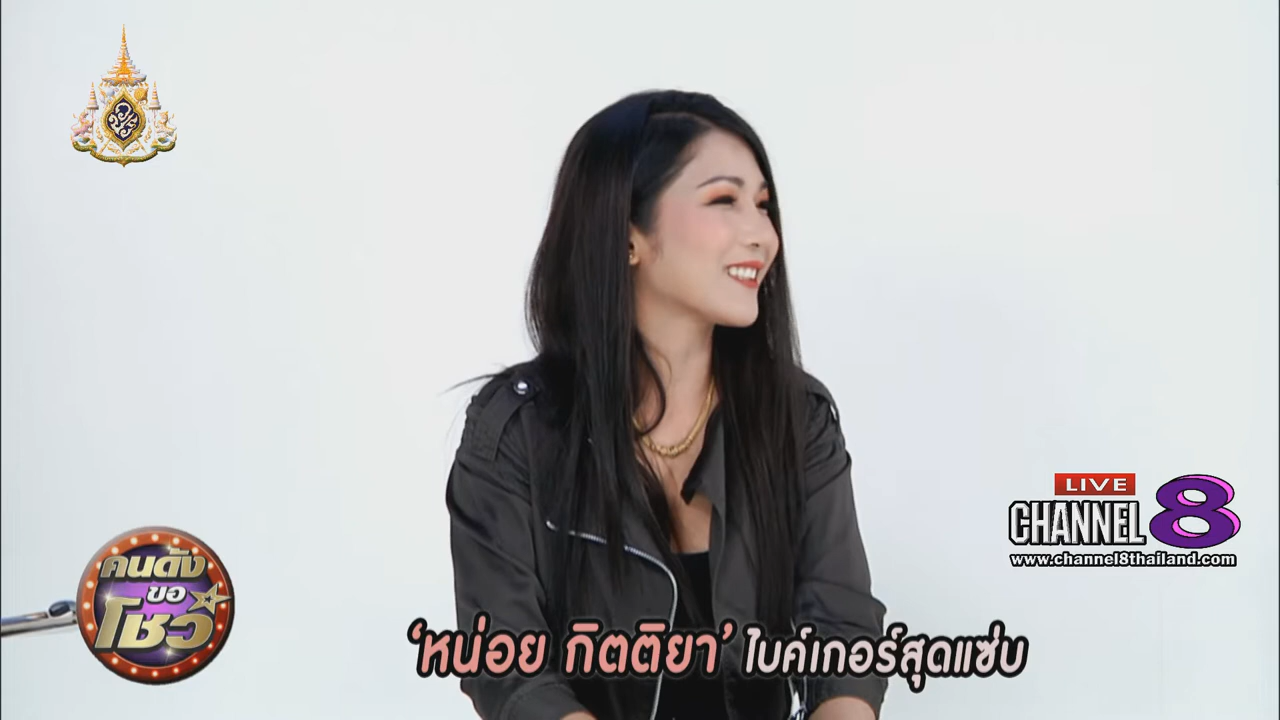 LIVE
CHANNEL 8
www.channel8thailand.com
คนดัง
ขอ
โชว์
'หน่อย กิตติยา' ไบค์เกอร์สุดแซ่บ